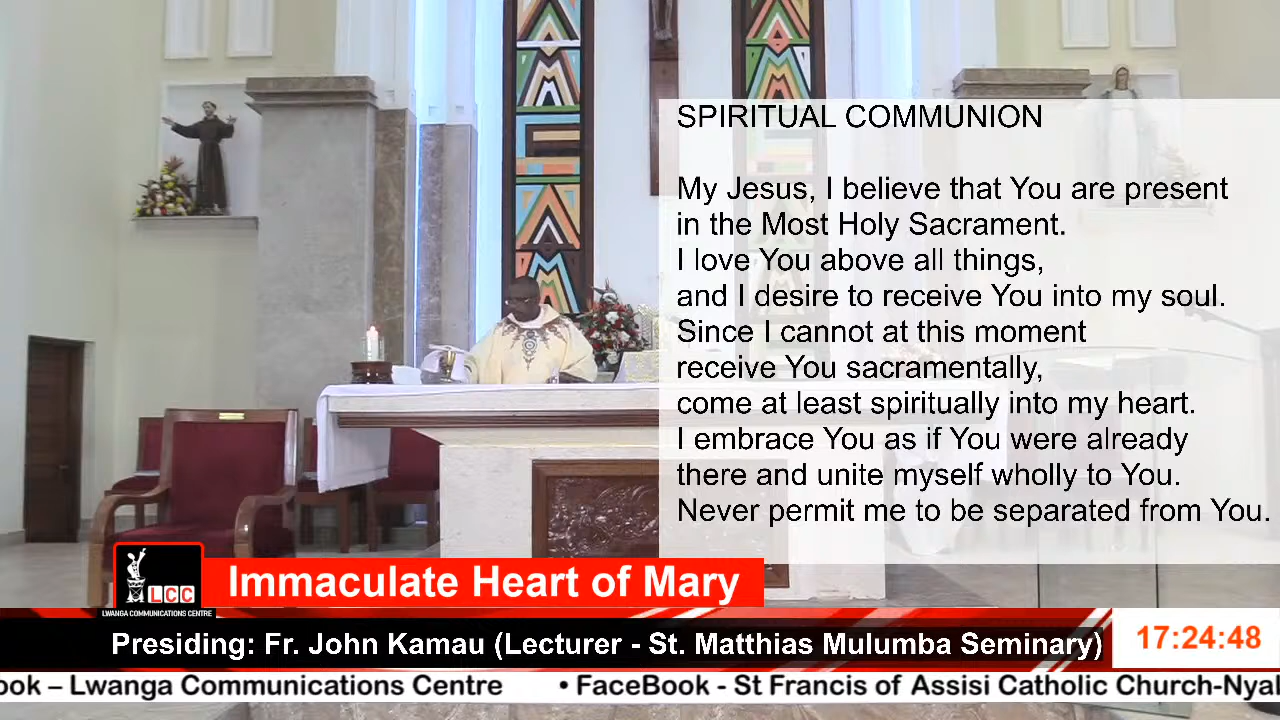 SPIRITUAL COMMUNION
My Jesus, I believe that You are present
in the Most Holy Sacrament.
I love You above all things,
and I desire to receive You into my soul.
Since I cannot at this moment
receive You sacramentally,
come at least spiritually into my heart.
I embrace You as if You were already
there and unite myself wholly to You.
Never permit me to be separated from You.
LCC
LWANGA COMMUNICATIONS CENTRE
Immaculate Heart of Mary
Presiding: Fr. John Kamau (Lecturer - St. Matthias Mulumba Seminary)
17:24:48
ook – Lwanga Communications Centre • FaceBook - St Francis of Assisi Catholic Church-Nyal